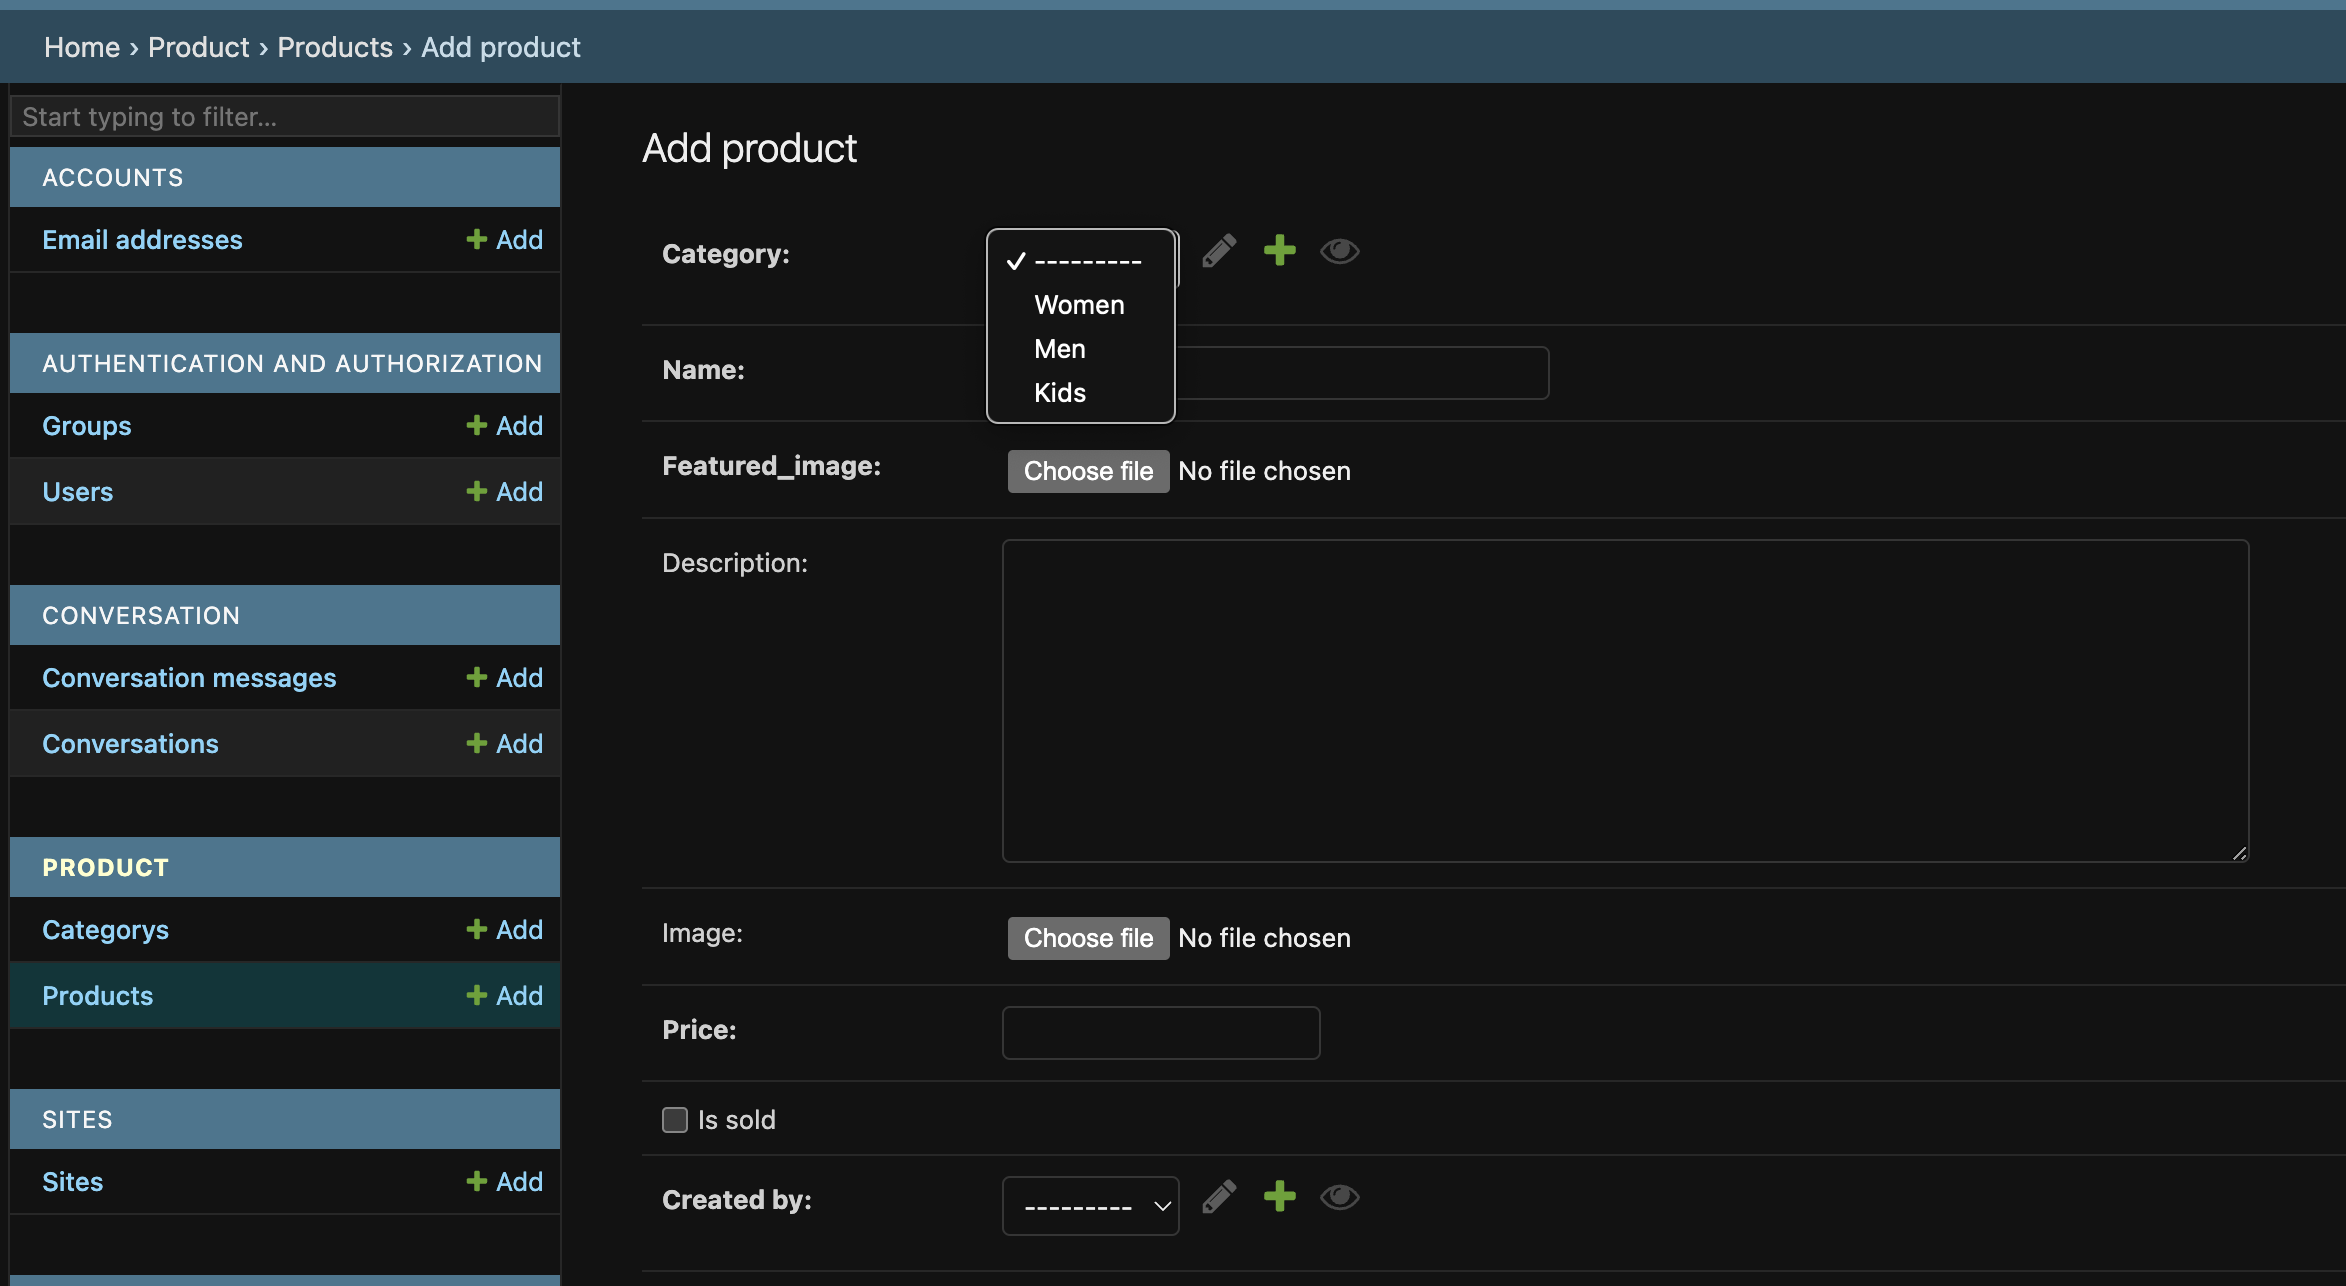 Home › Product › Products › Add product
Start typing to filter...
ACCOUNTS
Email addresses + Add
AUTHENTICATION AND AUTHORIZATION
Groups + Add
Users + Add
CONVERSATION
Conversation messages + Add
Conversations + Add
PRODUCT
Categorys + Add
Products + Add
SITES
Sites + Add
Add product
Category:
✓ ---------
Women
Men
Kids
Name:
Featured_image: Choose file No file chosen
Description:
Image: Choose file No file chosen
Price:
Is sold
Created by: ---------